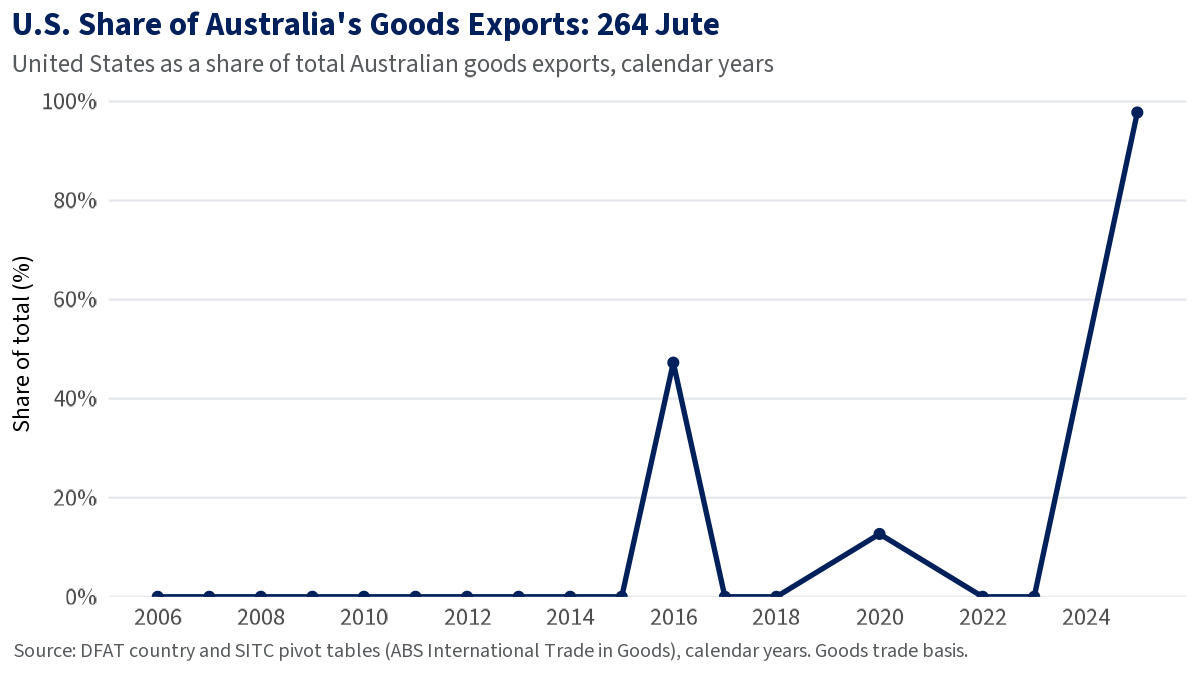 U.S. Share of Australia's Goods Exports: 264 Jute
United States as a share of total Australian goods exports, calendar years
Share of total (%)
100%
80%
60%
40%
20%
0%
2006 2008 2010 2012 2014 2016 2018 2020 2022 2024
Source: DFAT country and SITC pivot tables (ABS International Trade in Goods), calendar years. Goods trade basis.